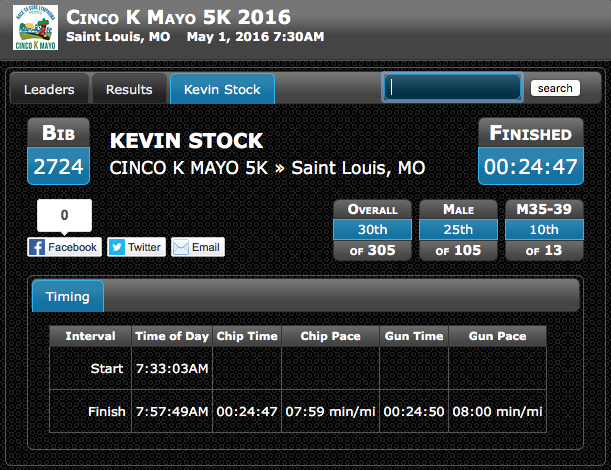 CINCO K MAYO 5K 2016
Saint Louis, MO May 1, 2016 7:30AM
CINCO K MAYO
Leaders Results Kevin Stock search
BIB
2724
KEVIN STOCK
CINCO K MAYO 5K » Saint Louis, MO
FINISHED
00:24:47
0
Facebook Twitter Email
OVERALL MALE M35-39
30th 25th 10th
OF 305 OF 105 OF 13
Timing
Interval Time of Day Chip Time Chip Pace Gun Time Gun Pace
Start 7:33:03AM
Finish 7:57:49AM 00:24:47 07:59 min/mi 00:24:50 08:00 min/mi